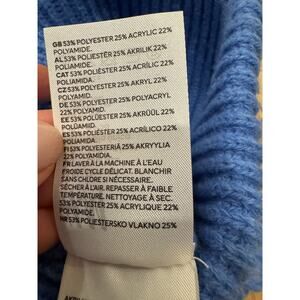 GB 53% POLYESTER 25% ACRYLIC 22%
POLYAMIDE.
AL 53% POLIESTËR 25% AKRILIK 22%
POLIAMIDE.
CAT 53% POLIÈSTER 25% ACRÍLIC 22%
POLIAMIDA.
CZ 53% POLYESTER 25% AKRYL 22%
POLYAMID.
DE 53% POLYESTER 25% POLYACRYL
22% POLYAMID.
EE 53% POLÜESTER 25% AKRÜÜL 22%
POLÜAMIID.
ES 53% POLIÉSTER 25% ACRÍLICO 22%
POLIAMIDA.
FI 53% POLYESTERIÄ 25% AKRYYLIA
22% POLYAMIDIA.
FR LAVER À LA MACHINE À L'EAU
FROIDE CYCLE DÉLICAT. BLANCHIR
SANS CHLORE SI NÉCESSAIRE.
SÉCHER À L'AIR. REPASSER À FAIBLE
TEMPÉRATURE. NETTOYAGE À SEC.
53% POLYESTER 25% ACRYLIQUE 22%
POLYAMIDE.
HR 53% POLIESTERSKO VLAKNO 25%